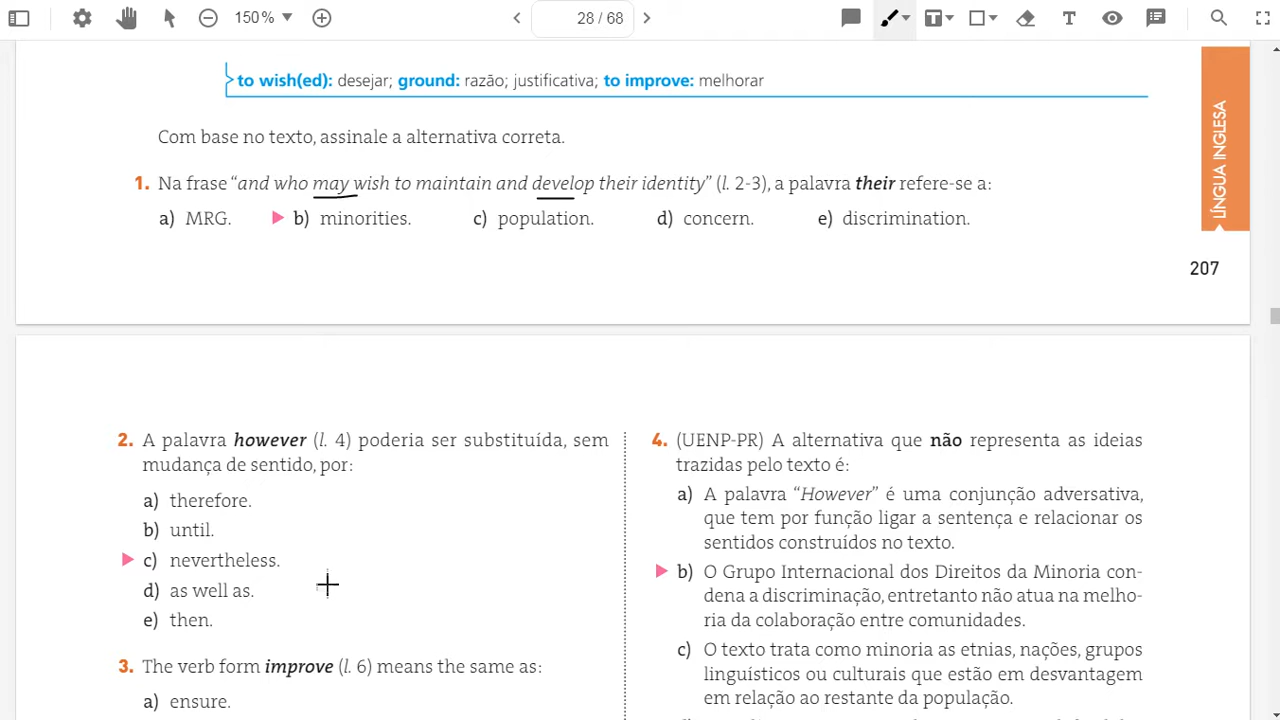 150%
28 / 68
to wish(ed): desejar; ground: razão; justificativa; to improve: melhorar
LÍNGUA INGLESA
Com base no texto, assinale a alternativa correta.
1. Na frase “and who may wish to maintain and develop their identity” (l. 2-3), a palavra their refere-se a:
a) MRG. b) minorities. c) population. d) concern. e) discrimination.
207
2. A palavra however (l. 4) poderia ser substituída, sem
mudança de sentido, por:
a) therefore.
b) until.
c) nevertheless.
d) as well as.
e) then.
3. The verb form improve (l. 6) means the same as:
a) ensure.
4. (UENP-PR) A alternativa que não representa as ideias
trazidas pelo texto é:
a) A palavra “However” é uma conjunção adversativa,
que tem por função ligar a sentença e relacionar os
sentidos construídos no texto.
b) O Grupo Internacional dos Direitos da Minoria con-
dena a discriminação, entretanto não atua na melho-
ria da colaboração entre comunidades.
c) O texto trata como minoria as etnias, nações, grupos
linguísticos ou culturais que estão em desvantagem
em relação ao restante da população.